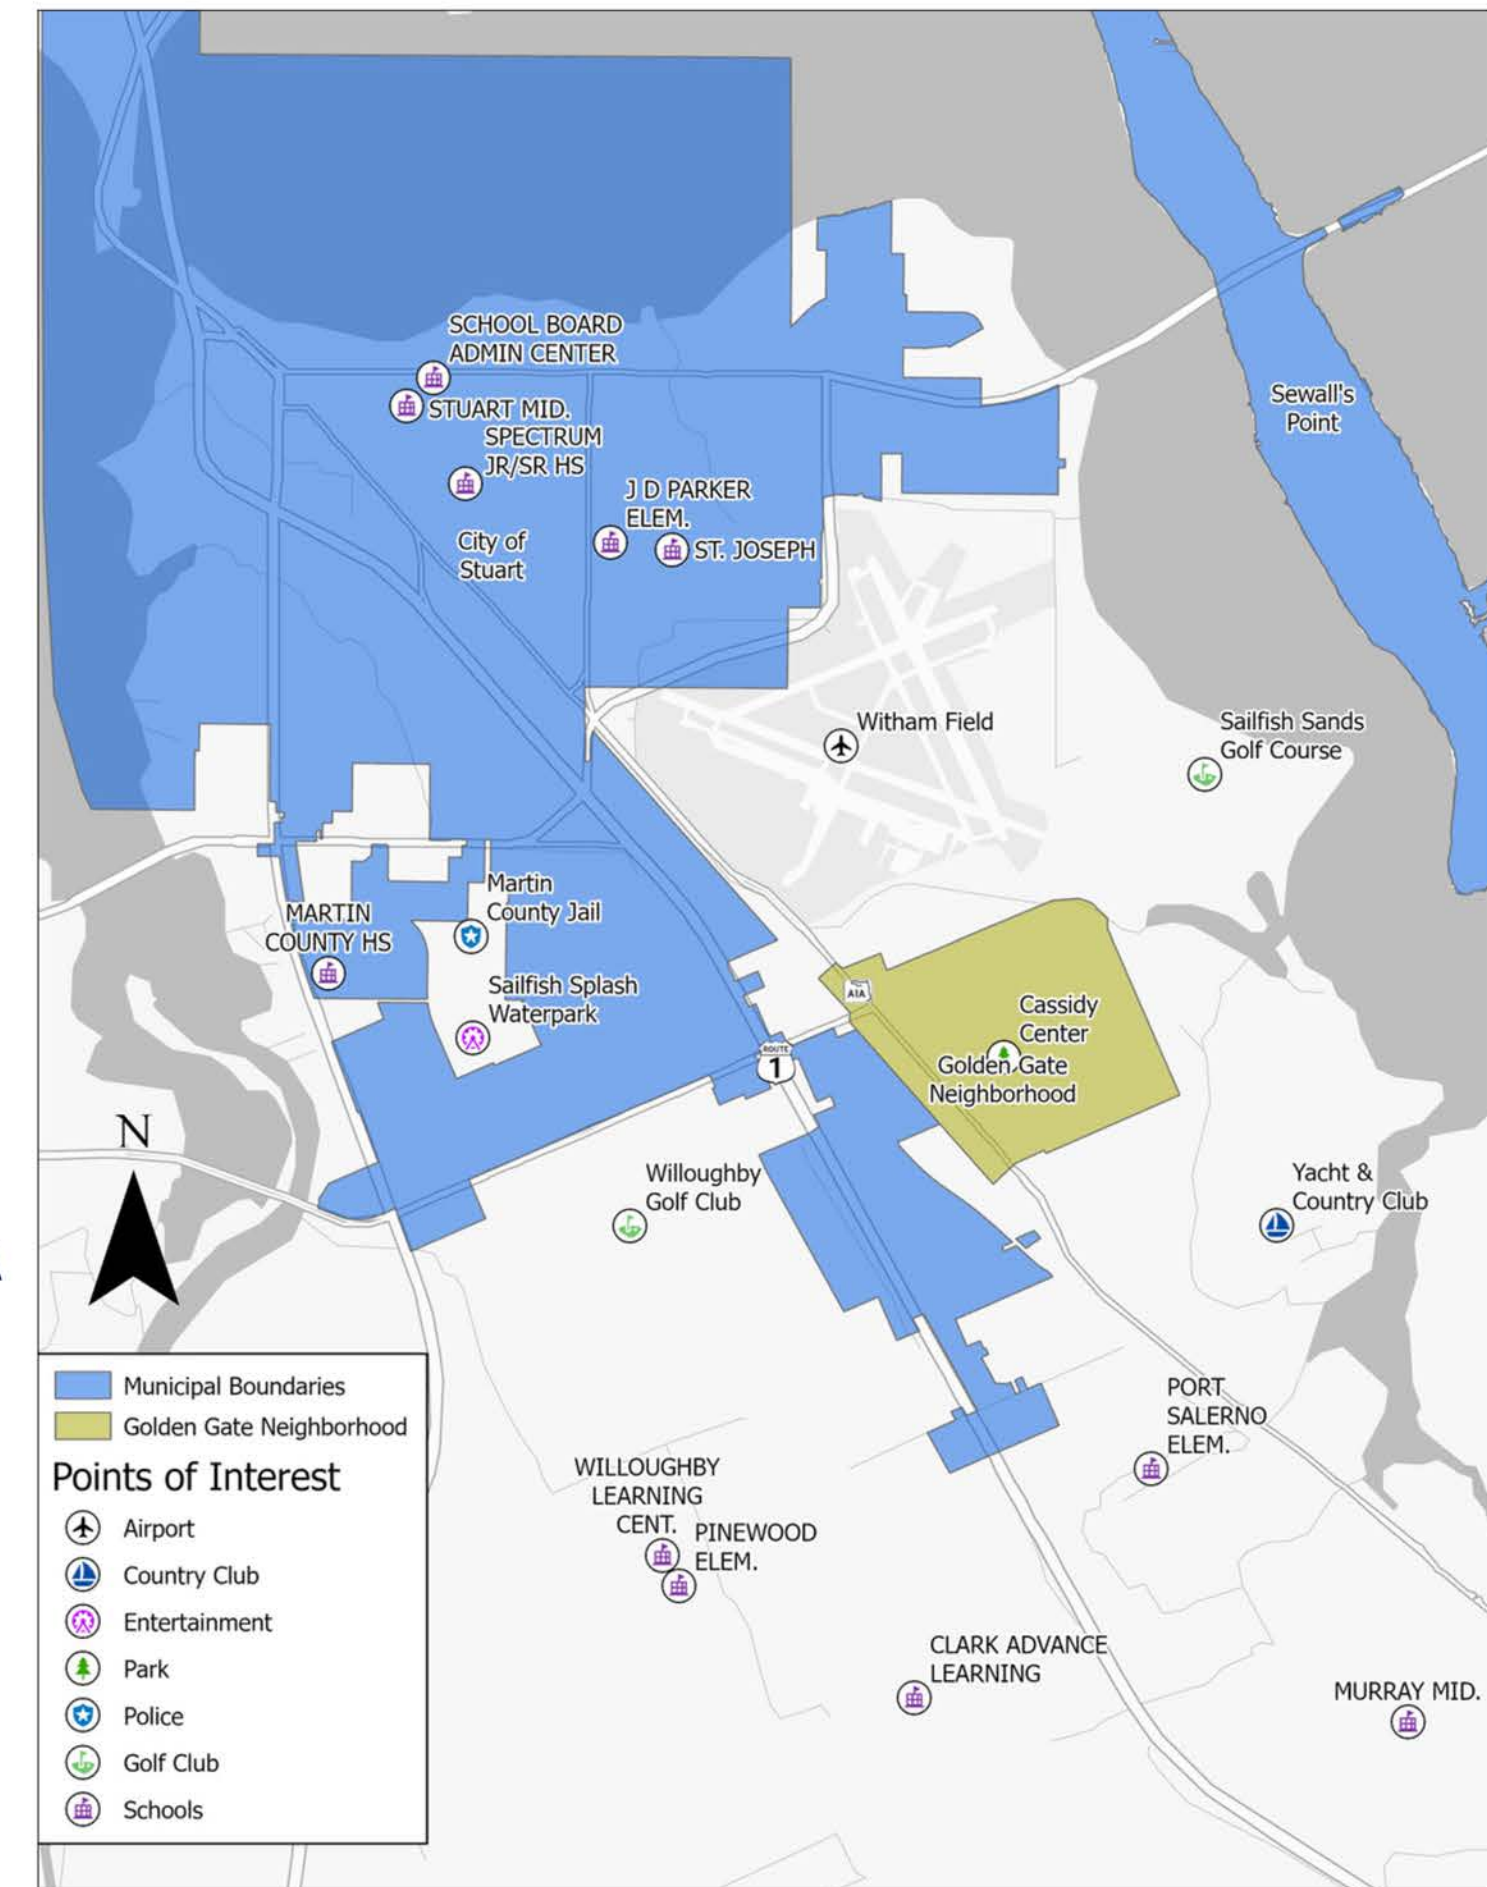 SCHOOL BOARD
ADMIN CENTER
STUART MID.
SPECTRUM
JR/SR HS
J D PARKER
ELEM.
ST. JOSEPH
City of
Stuart
Sewall's
Point
Witham Field
Sailfish Sands
Golf Course
Martin
County Jail
MARTIN
COUNTY HS
Sailfish Splash
Waterpark
A1A
Cassidy
Center
Golden Gate
Neighborhood
ROUTE
1
N
Willoughby
Golf Club
Yacht &
Country Club
PORT
SALERNO
ELEM.
WILLOUGHBY
LEARNING
CENT.
PINEWOOD
ELEM.
CLARK ADVANCE
LEARNING
MURRAY MID.
Municipal Boundaries
Golden Gate Neighborhood
Points of Interest
Airport
Country Club
Entertainment
Park
Police
Golf Club
Schools